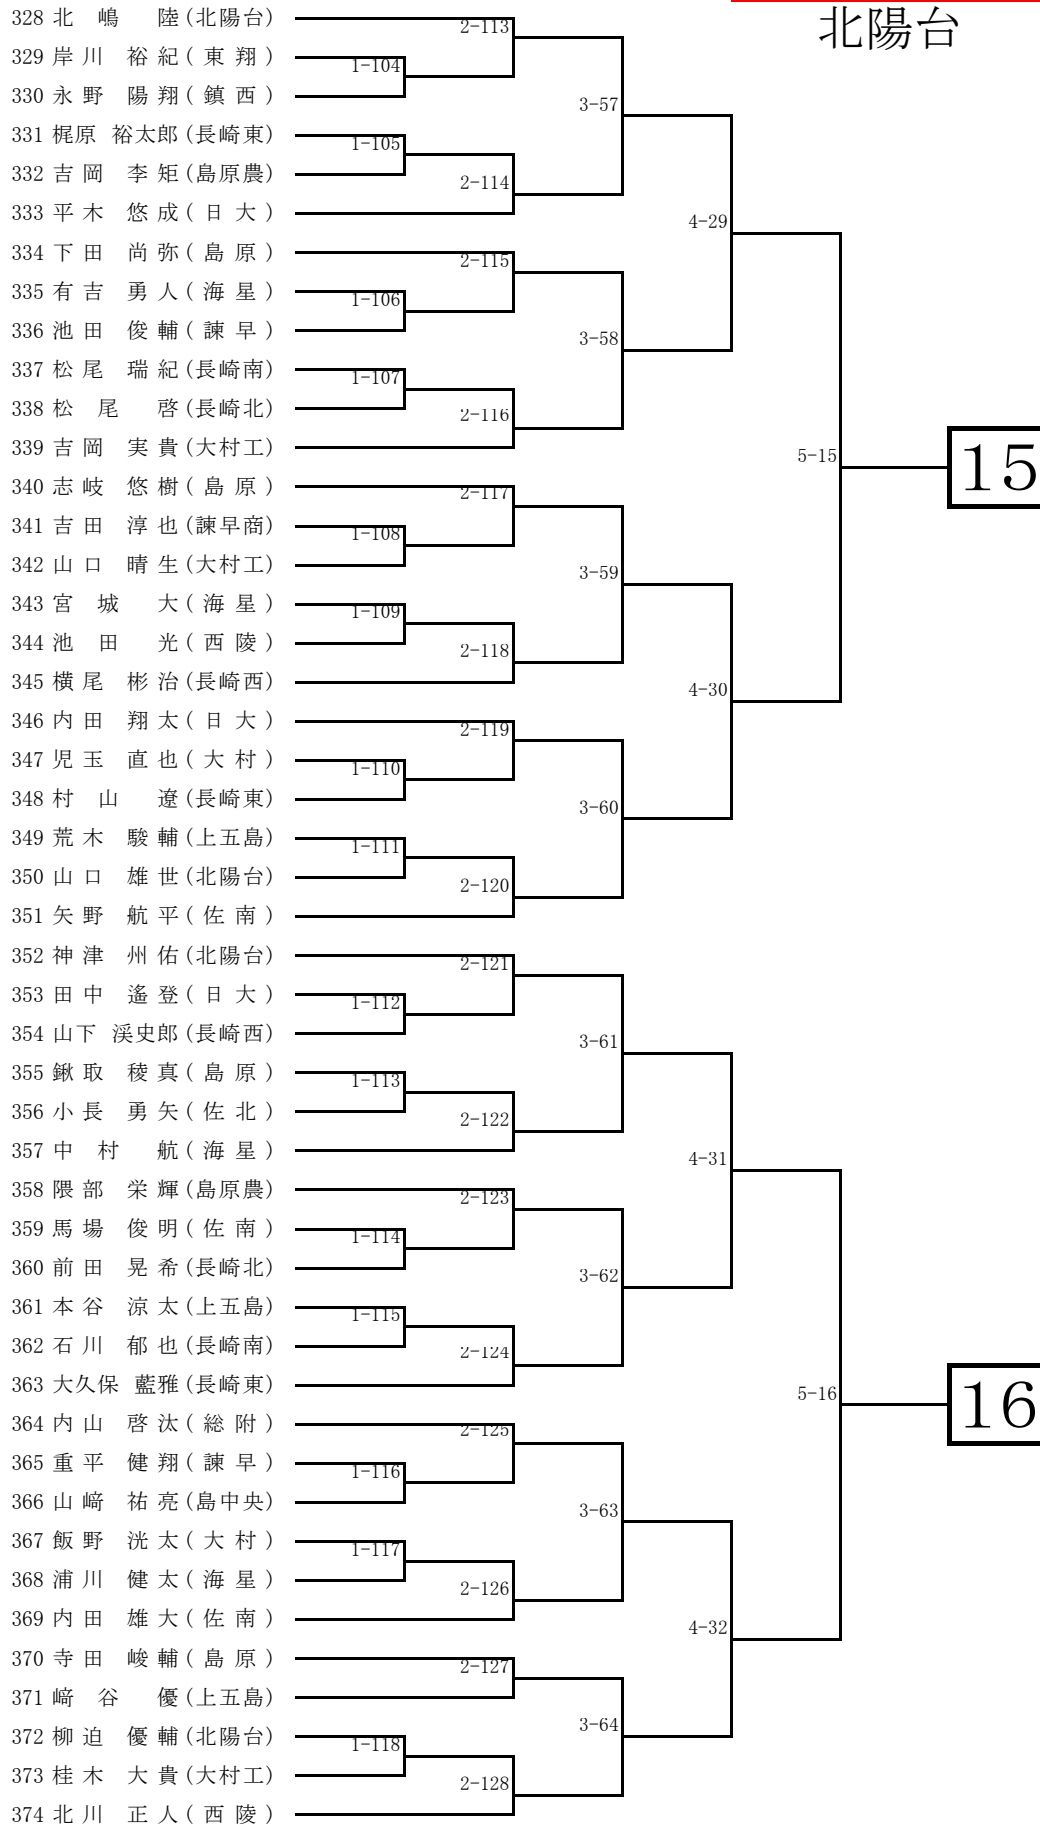 北陽台
328 北 嶋 陸 (北陽台)
2-113
329 岸 川 裕 紀 ( 東 翔 )
1-104
330 永 野 陽 翔 ( 鎮 西 )
3-57
331 梶原 裕太郎 (長崎東)
1-105
332 吉 岡 李 矩 (島原農)
2-114
333 平 木 悠 成 ( 日 大 )
4-29
334 下 田 尚 弥 ( 島 原 )
2-115
335 有 吉 勇 人 ( 海 星 )
1-106
336 池 田 俊 輔 ( 諫 早 )
3-58
337 松 尾 瑞 紀 (長崎南)
1-107
338 松 尾 啓 (長崎北)
2-116
339 吉 岡 実 貴 (大村工)
5-15
15
340 志 岐 悠 樹 ( 島 原 )
2-117
341 吉 田 淳 也 (諫早商)
1-108
342 山 口 晴 生 (大村工)
3-59
343 宮 城 大 ( 海 星 )
1-109
344 池 田 光 ( 西 陵 )
2-118
345 横 尾 彬 治 (長崎西)
4-30
346 内 田 翔 太 ( 日 大 )
2-119
347 児 玉 直 也 ( 大 村 )
1-110
348 村 山 遼 (長崎東)
3-60
349 荒 木 駿 輔 (上五島)
1-111
350 山 口 雄 世 (北陽台)
2-120
351 矢 野 航 平 ( 佐 南 )
352 神 津 州 佑 (北陽台)
2-121
353 田 中 遙 登 ( 日 大 )
1-112
354 山下 渓史郎 (長崎西)
3-61
355 鍬 取 稜 真 ( 島 原 )
1-113
356 小 長 勇 矢 ( 佐 北 )
2-122
357 中 村 航 ( 海 星 )
4-31
358 隈 部 栄 輝 (島原農)
2-123
359 馬 場 俊 明 ( 佐 南 )
1-114
360 前 田 晃 希 (長崎北)
3-62
361 本 谷 涼 太 (上五島)
1-115
362 石 川 郁 也 (長崎南)
2-124
363 大久保 藍雅 (長崎東)
5-16
16
364 内 山 啓 汰 ( 総 附 )
2-125
365 重 平 健 翔 ( 諫 早 )
1-116
366 山 﨑 祐 亮 (島中央)
3-63
367 飯 野 洸 太 ( 大 村 )
1-117
368 浦 川 健 太 ( 海 星 )
2-126
369 内 田 雄 大 ( 佐 南 )
4-32
370 寺 田 峻 輔 ( 島 原 )
2-127
371 﨑 谷 優 (上五島)
3-64
372 柳 迫 優 輔 (北陽台)
1-118
373 桂 木 大 貴 (大村工)
2-128
374 北 川 正 人 ( 西 陵 )